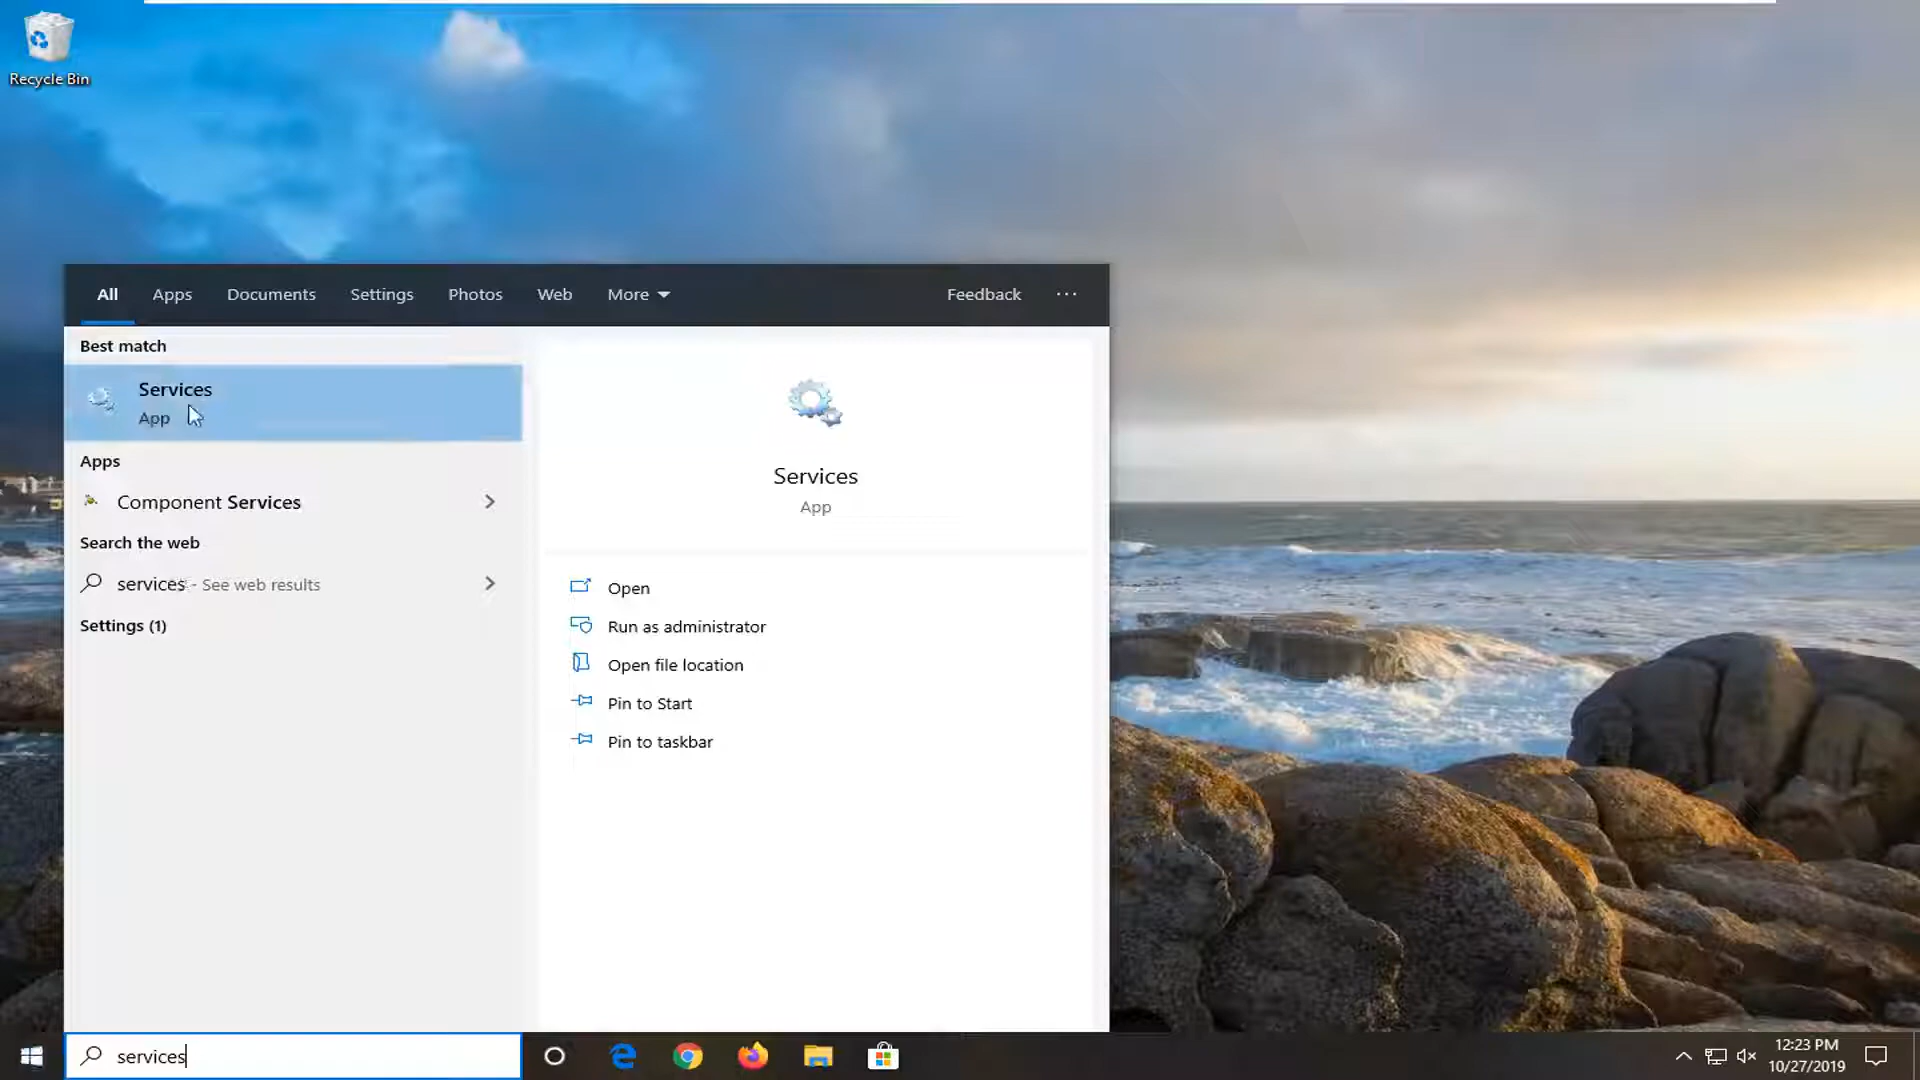 Recycle Bin
All Apps Documents Settings Photos Web More Feedback ...
Best match
Services
App
Apps
Component Services
Search the web
services - See web results
Settings (1)
Services
App
Open
Run as administrator
Open file location
Pin to Start
Pin to taskbar
services
12:23 PM
10/27/2019